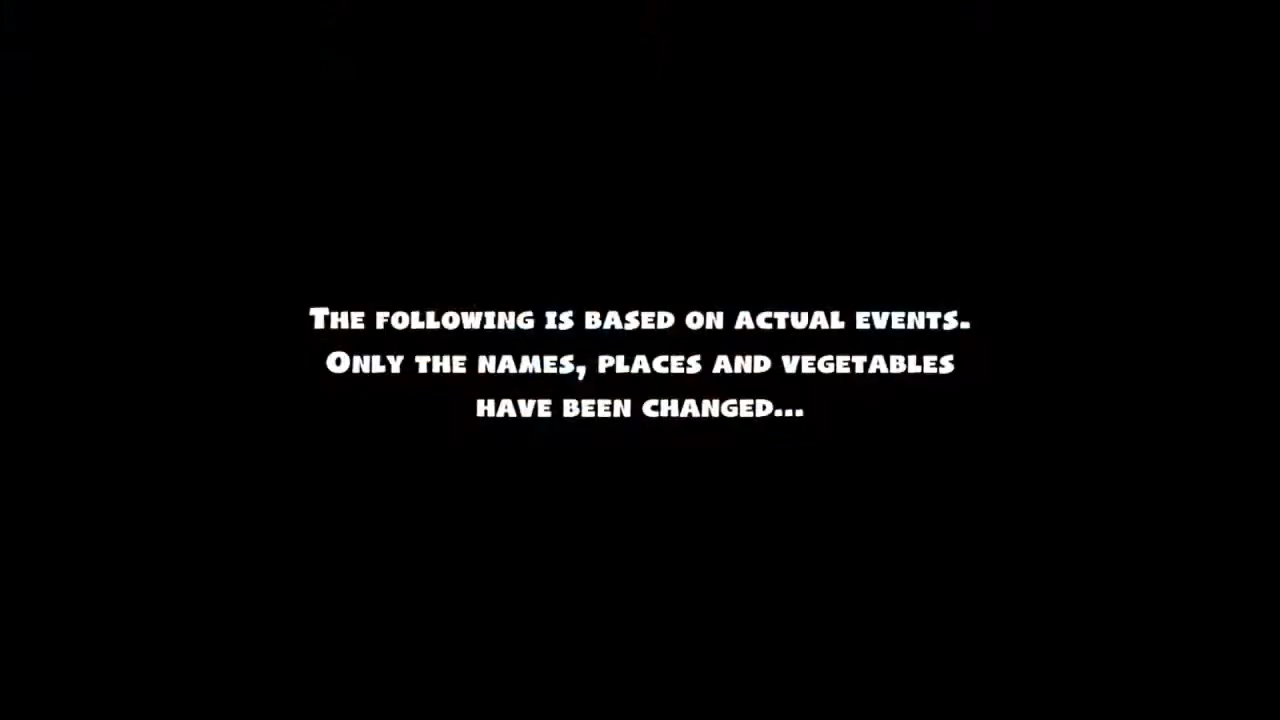 The following is based on actual events.
Only the names, places and vegetables
have been changed...